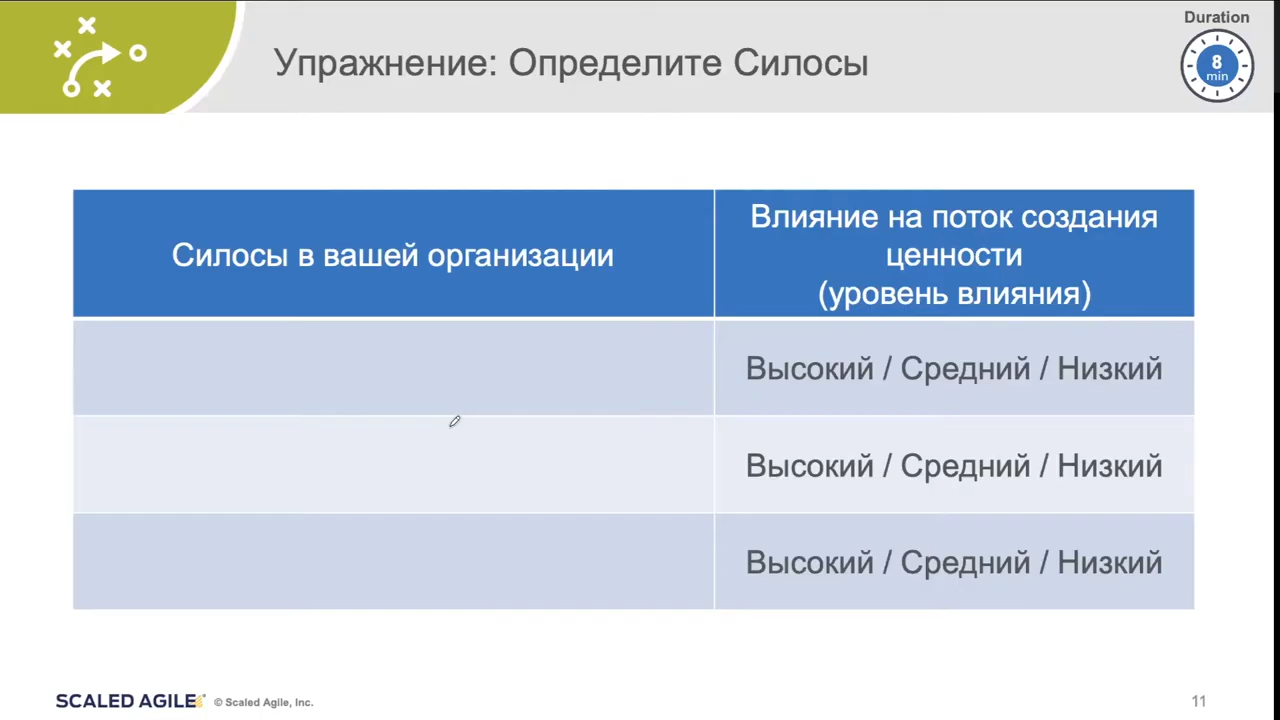 Duration
8
min
Упражнение: Определите Силосы
Силосы в вашей организации
Влияние на поток создания
ценности
(уровень влияния)
Высокий / Средний / Низкий
Высокий / Средний / Низкий
Высокий / Средний / Низкий
SCALED AGILE © Scaled Agile, Inc.
11